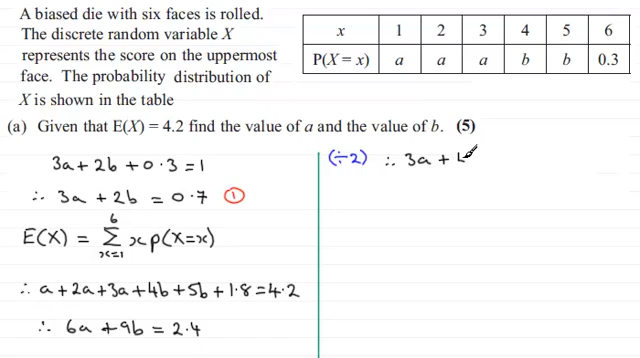 A biased die with six faces is rolled.
The discrete random variable X
represents the score on the uppermost
face. The probability distribution of
X is shown in the table
x 1 2 3 4 5 6
P(X = x) a a a b b 0.3
(a) Given that E(X) = 4.2 find the value of a and the value of b. (5)
3a + 2b + 0.3 = 1
∴ 3a + 2b = 0.7 ①
E(X) = 6 Σ x=1 x p(X=x)
∴ a + 2a + 3a + 4b + 5b + 1.8 = 4.2
∴ 6a + 9b = 2.4
(÷2) ∴ 3a +